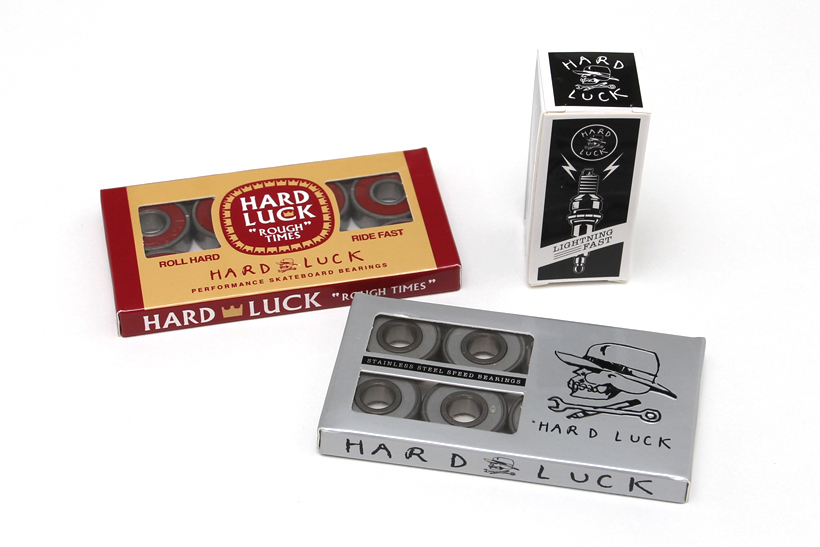 HARD
LUCK
"ROUGH"
TIMES
ROLL HARD
RIDE FAST
HARD LUCK
PERFORMANCE SKATEBOARD BEARINGS
HARD LUCK "ROUGH TIMES"
HARD
LUCK
HARD
LUCK
LIGHTNING
FAST
STAINLESS STEEL SPEED BEARINGS
HARD LUCK
HARD LUCK